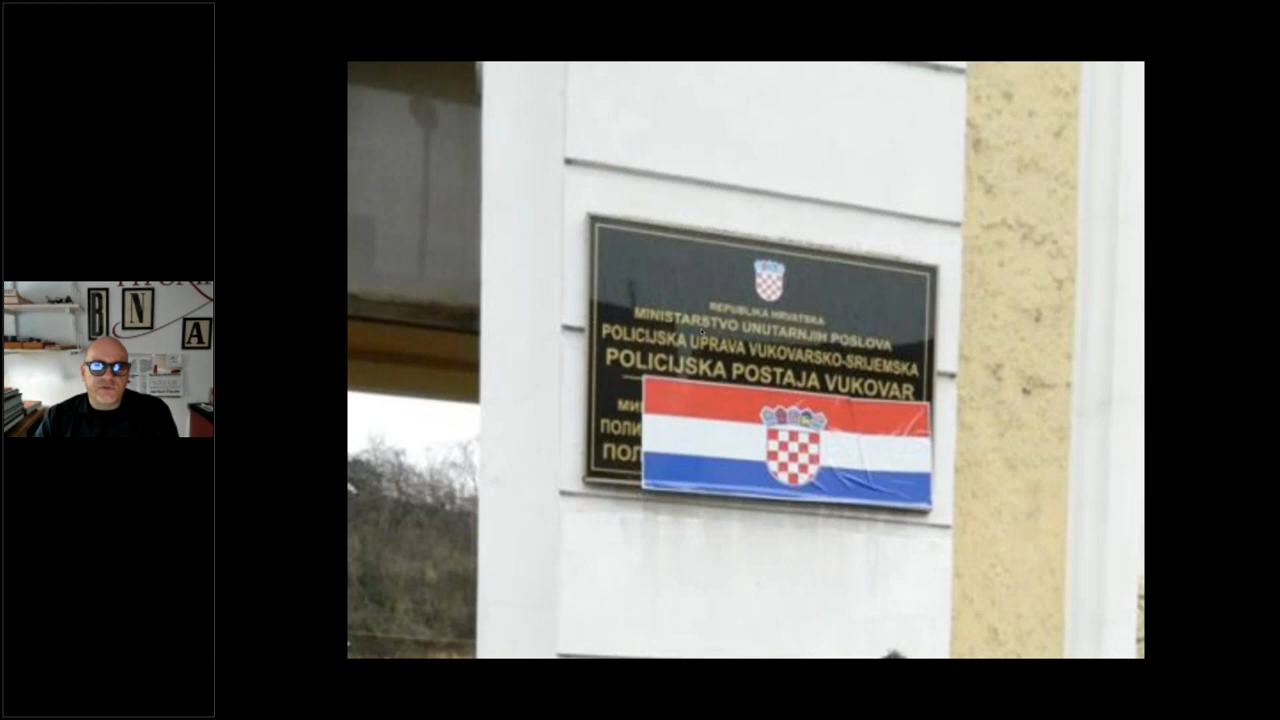 B
N
A
REPUBLIKA HRVATSKA
MINISTARSTVO UNUTARNJIH POSLOVA
POLICIJSKA UPRAVA VUKOVARSKO-SRIJEMSKA
POLICIJSKA POSTAJA VUKOVAR